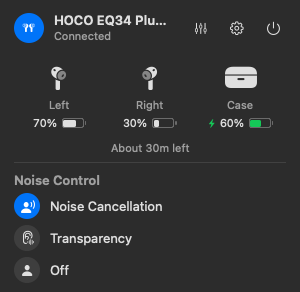 HOCO EQ34 Plu...
Connected
Left
Right
Case
70%
30%
60%
About 30m left
Noise Control
Noise Cancellation
Transparency
Off